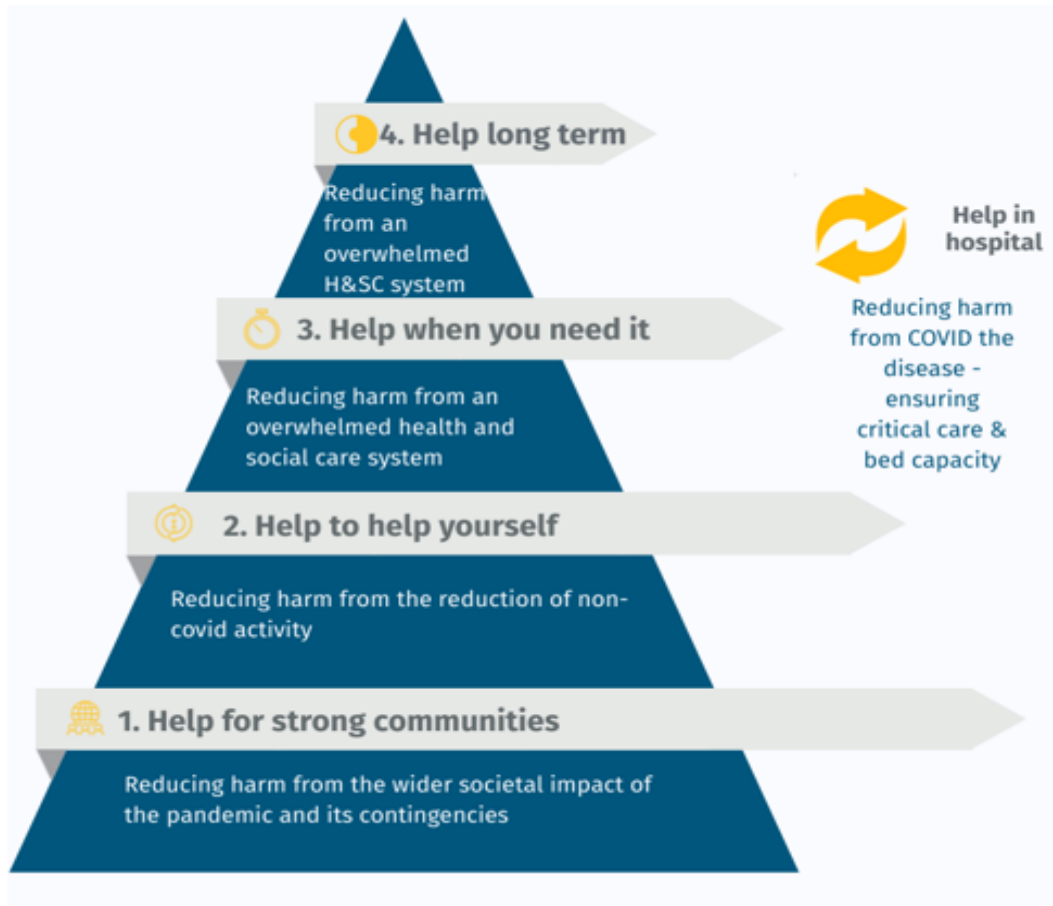 4. Help long term
Reducing harm
from an
overwhelmed
H&SC system
3. Help when you need it
Reducing harm from an
overwhelmed health and
social care system
2. Help to help yourself
Reducing harm from the reduction of non-
covid activity
1. Help for strong communities
Reducing harm from the wider societal impact of
the pandemic and its contingencies
Help in
hospital
Reducing harm
from COVID the
disease -
ensuring
critical care &
bed capacity